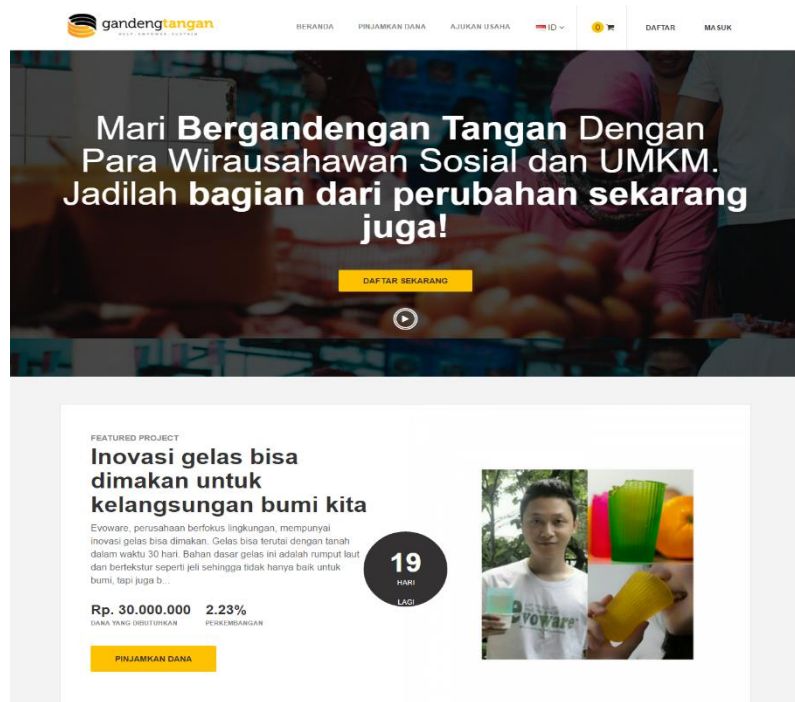 gandengtangan
HELP. EMPOWER. SUSTAIN
BERANDA
PINJAMKAN DANA
AJUKAN USAHA
ID
0
DAFTAR
MASUK
Mari Bergandengan Tangan Dengan
Para Wirausahawan Sosial dan UMKM.
Jadilah bagian dari perubahan sekarang
juga!
DAFTAR SEKARANG
FEATURED PROJECT
Inovasi gelas bisa
dimakan untuk
kelangsungan bumi kita
Evoware, perusahaan berfokus lingkungan, mempunyai
inovasi gelas bisa dimakan. Gelas bisa terutai dengan tanah
dalam waktu 30 hari. Bahan dasar gelas ini adalah rumput laut
dan bertekstur seperti jeli sehingga tidak hanya baik untuk
bumi, tapi juga b...
19
HARI
LAGI
Rp. 30.000.000 2.23%
DANA YANG DIBUTUHKAN PERKEMBANGAN
PINJAMKAN DANA
evoware